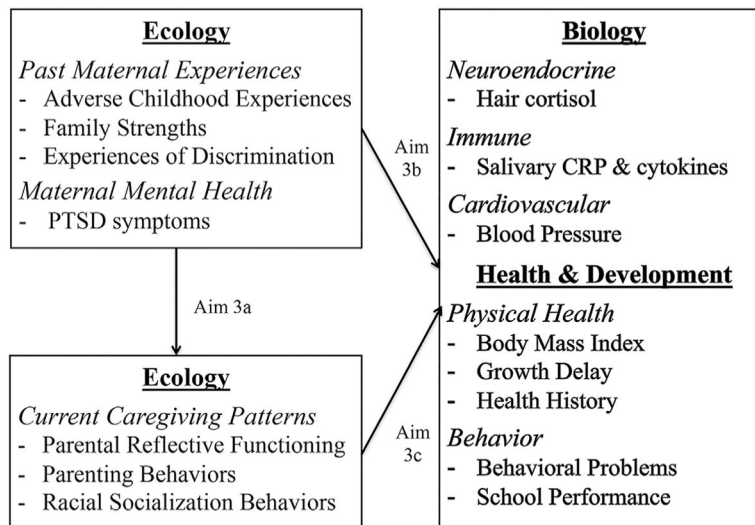 Ecology
Past Maternal Experiences
- Adverse Childhood Experiences
- Family Strengths
- Experiences of Discrimination
Maternal Mental Health
- PTSD symptoms
Aim 3a
Ecology
Current Caregiving Patterns
- Parental Reflective Functioning
- Parenting Behaviors
- Racial Socialization Behaviors
Aim
3b
Aim
3c
Biology
Neuroendocrine
- Hair cortisol
Immune
- Salivary CRP & cytokines
Cardiovascular
- Blood Pressure
Health & Development
Physical Health
- Body Mass Index
- Growth Delay
- Health History
Behavior
- Behavioral Problems
- School Performance